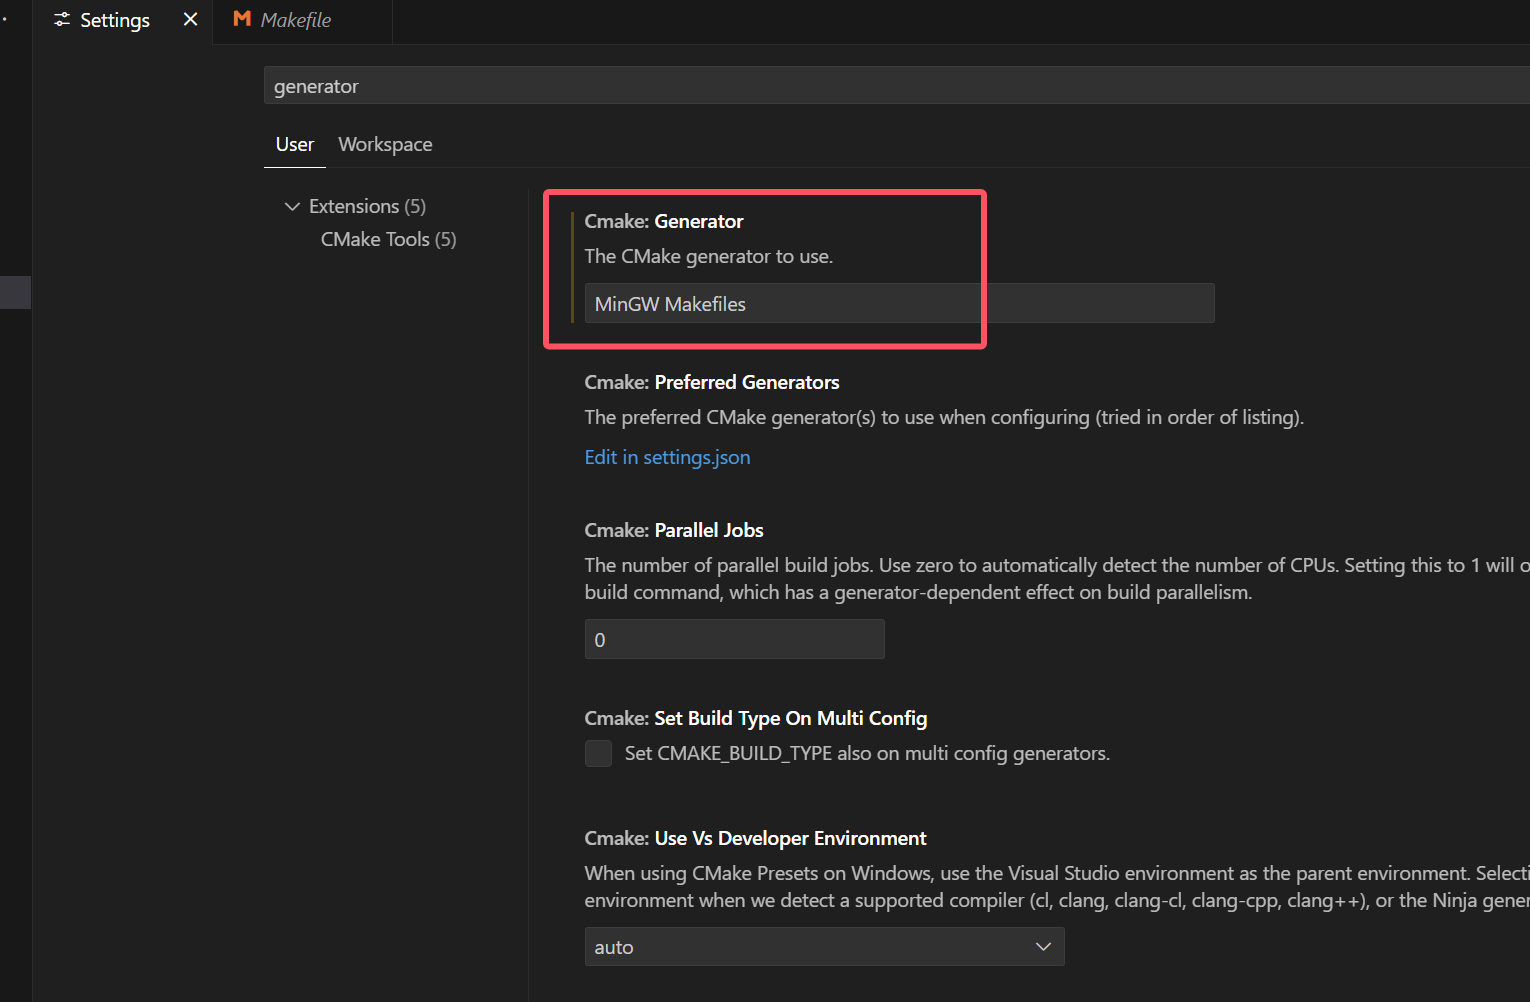 Settings
Makefile
generator
User
Workspace
Extensions (5)
CMake Tools (5)
Cmake: Generator
The CMake generator to use.
MinGW Makefiles
Cmake: Preferred Generators
The preferred CMake generator(s) to use when configuring (tried in order of listing).
Edit in settings.json
Cmake: Parallel Jobs
The number of parallel build jobs. Use zero to automatically detect the number of CPUs. Setting this to 1 will o
build command, which has a generator-dependent effect on build parallelism.
0
Cmake: Set Build Type On Multi Config
Set CMAKE_BUILD_TYPE also on multi config generators.
Cmake: Use Vs Developer Environment
When using CMake Presets on Windows, use the Visual Studio environment as the parent environment. Selecti
environment when we detect a supported compiler (cl, clang, clang-cl, clang-cpp, clang++), or the Ninja gener
auto